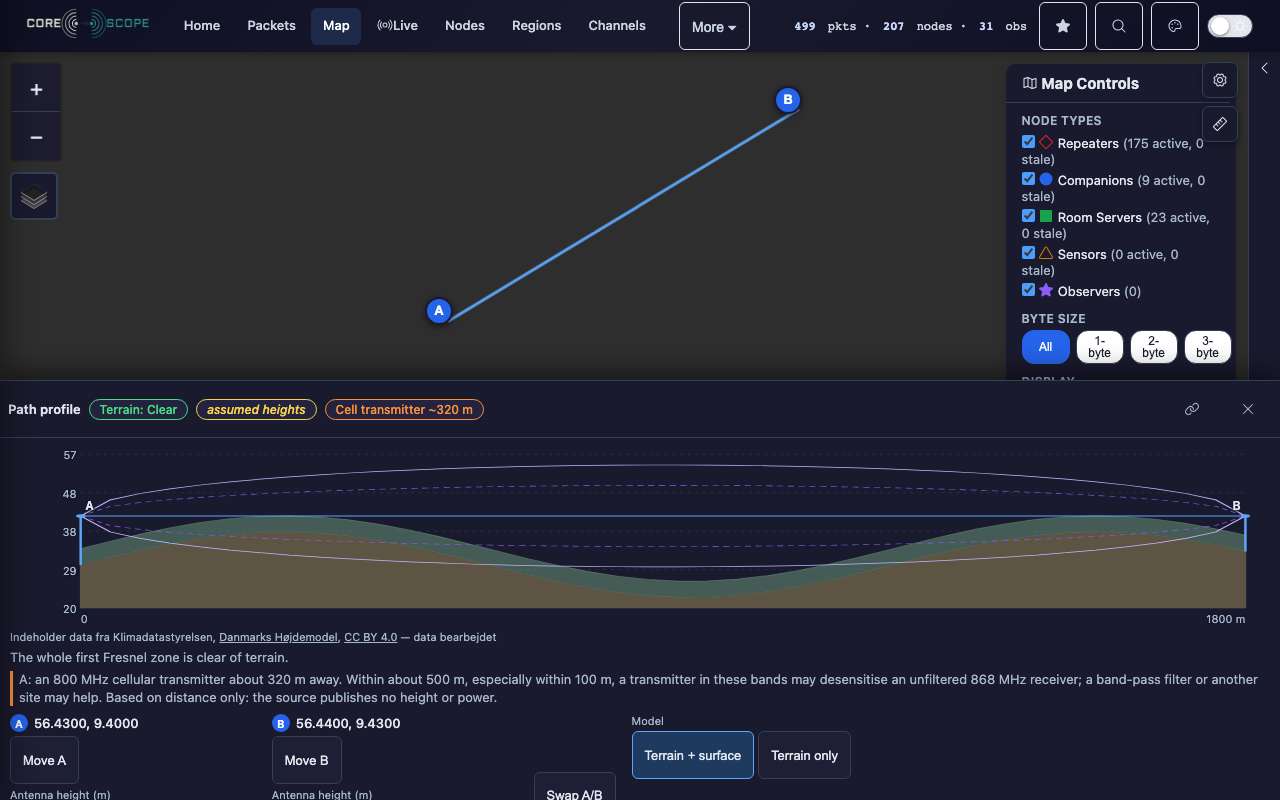 CORE SCOPE
Home
Packets
Map
Live
Nodes
Regions
Channels
More
499 pkts · 207 nodes · 31 obs
+
−
B
A
Map Controls
NODE TYPES
Repeaters (175 active, 0
stale)
Companions (9 active, 0
stale)
Room Servers (23 active,
0 stale)
Sensors (0 active, 0
stale)
Observers (0)
BYTE SIZE
All
1-
byte
2-
byte
3-
byte
DISPLAY
Path profile
Terrain: Clear
assumed heights
Cell transmitter ~320 m
57
48
38
29
20
A
B
0
1800 m
Indeholder data fra Klimadatastyrelsen, Danmarks Højdemodel, CC BY 4.0 — data bearbejdet
The whole first Fresnel zone is clear of terrain.
A: an 800 MHz cellular transmitter about 320 m away. Within about 500 m, especially within 100 m, a transmitter in these bands may desensitise an unfiltered 868 MHz receiver; a band-pass filter or another
site may help. Based on distance only: the source publishes no height or power.
A 56.4300, 9.4000
B 56.4400, 9.4300
Model
Move A
Move B
Terrain + surface
Terrain only
Swap A/B
Antenna height (m)
Antenna height (m)